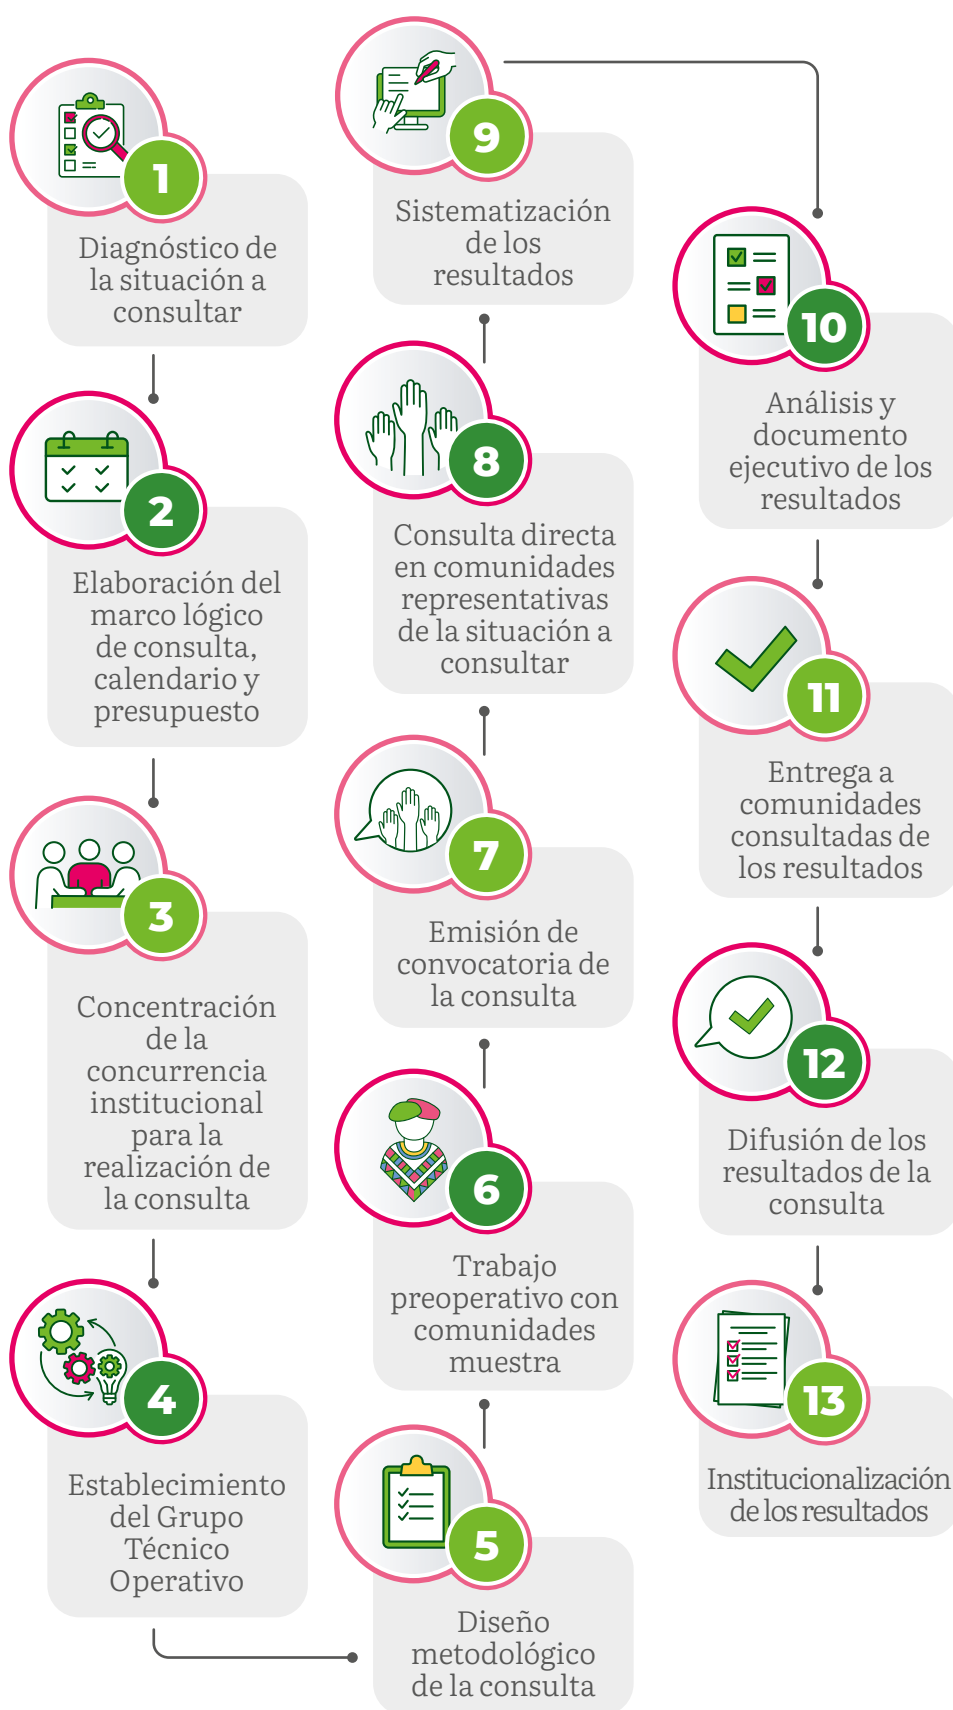 1
Diagnóstico de
la situación a
consultar
2
Elaboración del
marco lógico
de consulta,
calendario y
presupuesto
3
Concentración
de la
concurrencia
institucional
para la
realización de
la consulta
4
Establecimiento
del Grupo
Técnico
Operativo
5
Diseño
metodológico
de la consulta
6
Trabajo
preoperativo con
comunidades
muestra
7
Emisión de
convocatoria de
la consulta
8
Consulta directa
en comunidades
representativas
de la situación a
consultar
9
Sistematización
de los
resultados
10
Análisis y
documento
ejecutivo de los
resultados
11
Entrega a
comunidades
consultadas de
los resultados
12
Difusión de los
resultados de la
consulta
13
Institucionalización
de los resultados